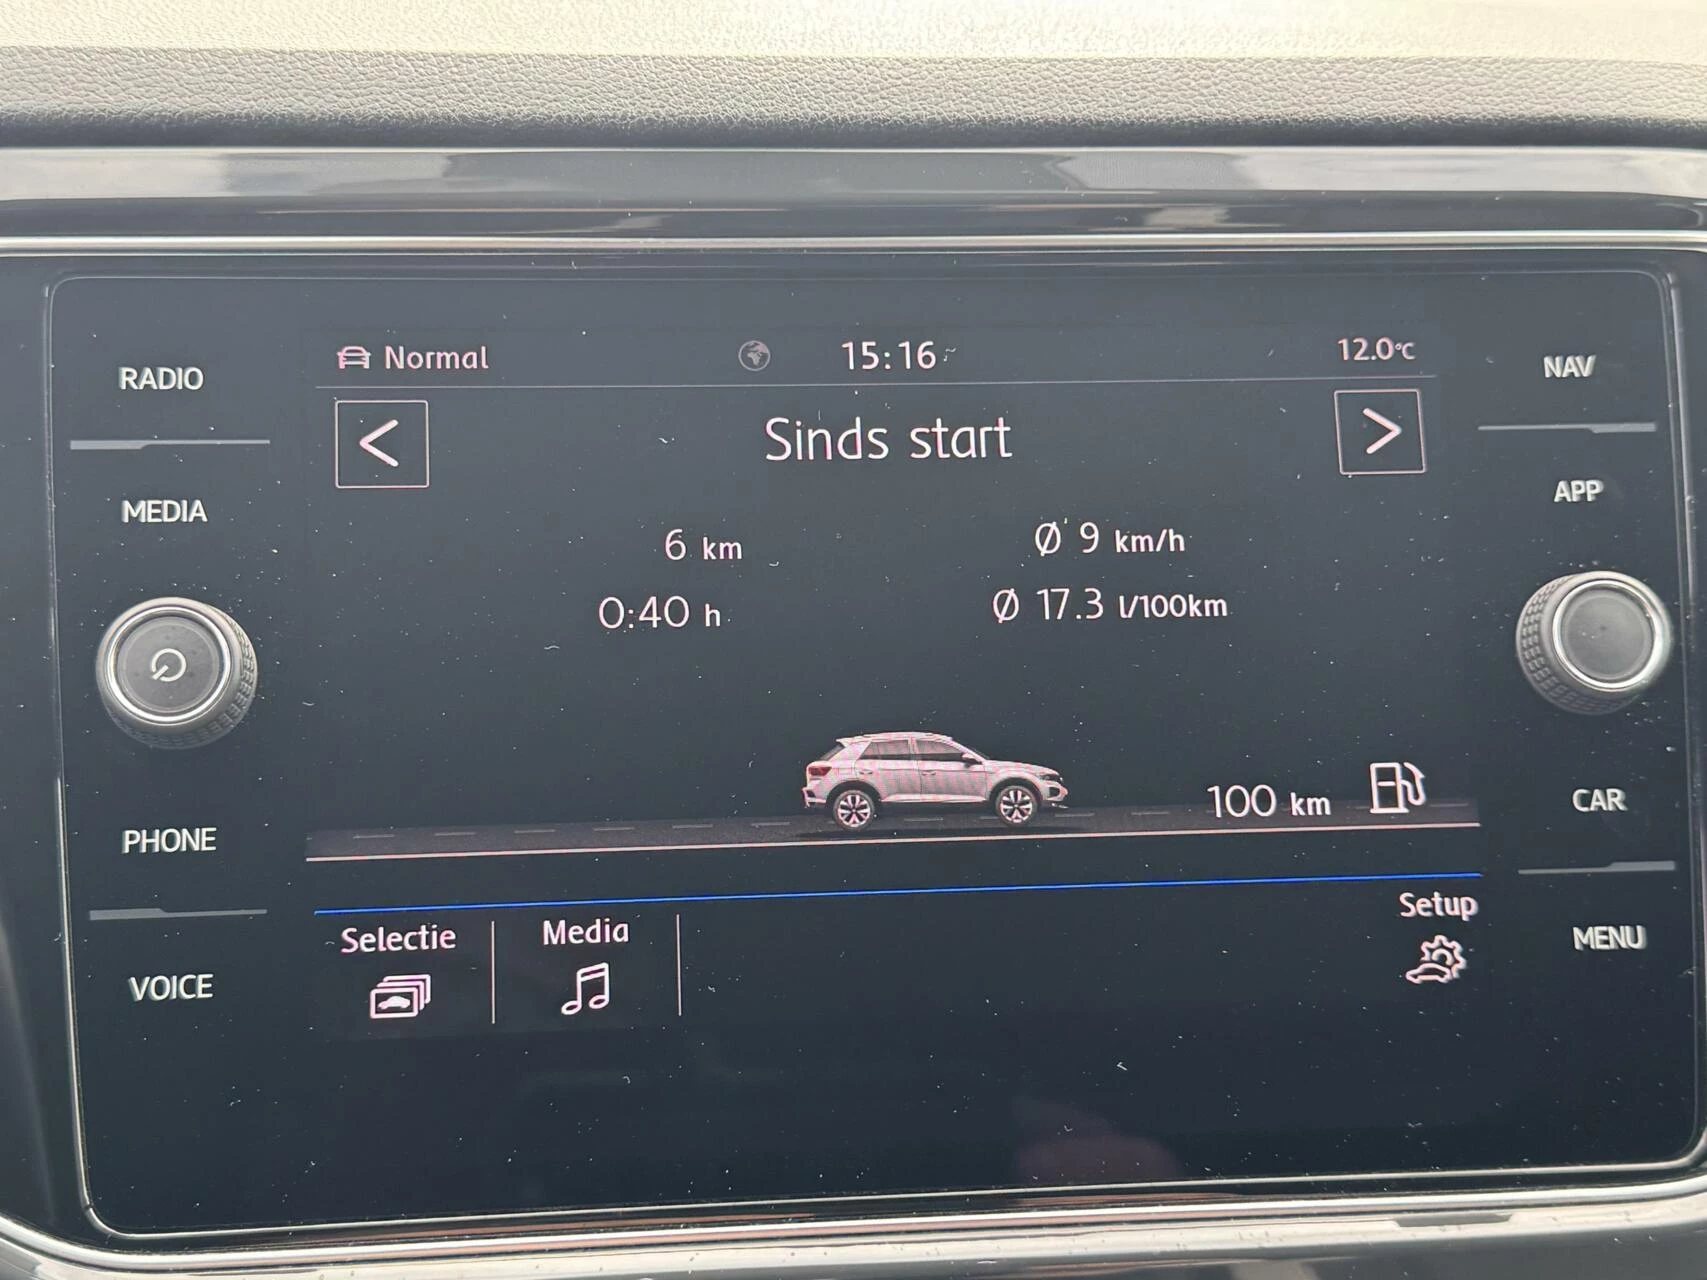 RADIO
MEDIA
PHONE
VOICE
Normal
15:16
12.0°C
<
Sinds start
>
6 km
Ø 9 km/h
0:40 h
Ø 17.3 l/100km
100 km
Selectie
Media
Setup
NAV
APP
CAR
MENU